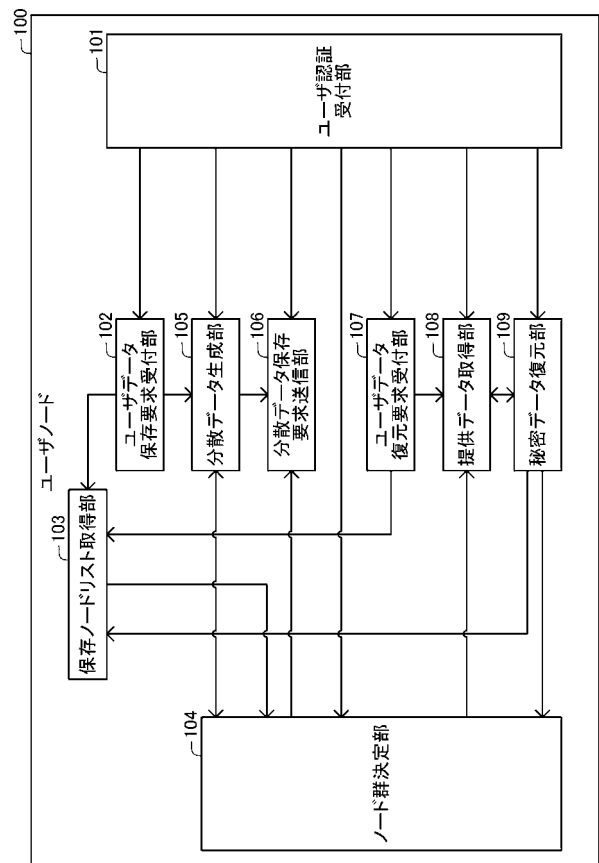 100
ユーザノード
101
ユーザ認証
受付部
102
ユーザデータ
保存要求受付部
103
保存ノードリスト取得部
104
ノード群決定部
105
分散データ生成部
106
分散データ保存
要求送信部
107
ユーザデータ
復元要求受付部
108
提供データ取得部
109
秘密データ復元部